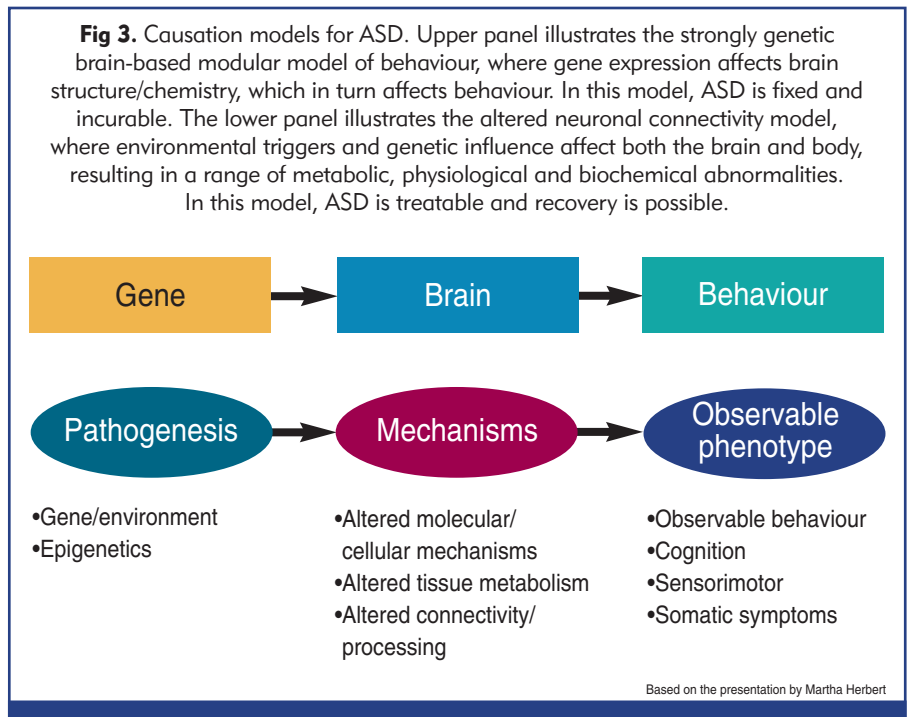 Fig 3. Causation models for ASD. Upper panel illustrates the strongly genetic
brain-based modular model of behaviour, where gene expression affects brain
structure/chemistry, which in turn affects behaviour. In this model, ASD is fixed and
incurable. The lower panel illustrates the altered neuronal connectivity model,
where environmental triggers and genetic influence affect both the brain and body,
resulting in a range of metabolic, physiological and biochemical abnormalities.
In this model, ASD is treatable and recovery is possible.
Gene
Brain
Behaviour
Pathogenesis
Mechanisms
Observable
phenotype
•Gene/environment
•Epigenetics
•Altered molecular/
cellular mechanisms
•Altered tissue metabolism
•Altered connectivity/
processing
•Observable behaviour
•Cognition
•Sensorimotor
•Somatic symptoms
Based on the presentation by Martha Herbert